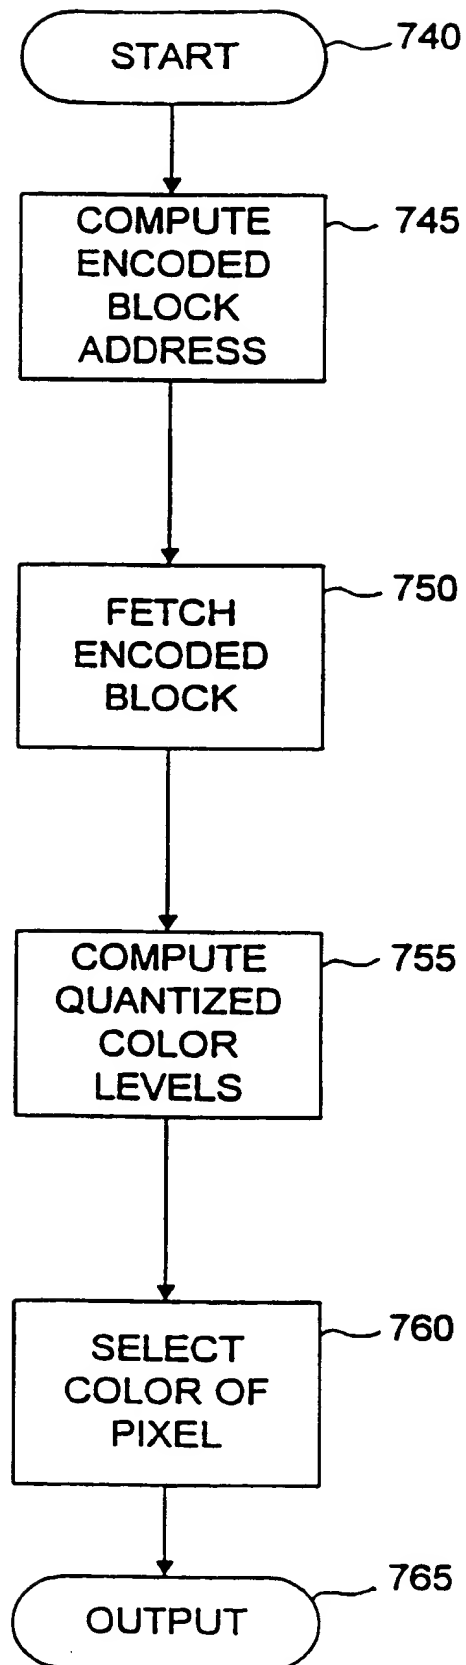 START
740
COMPUTE
ENCODED
BLOCK
ADDRESS
745
FETCH
ENCODED
BLOCK
750
COMPUTE
QUANTIZED
COLOR
LEVELS
755
SELECT
COLOR OF
PIXEL
760
OUTPUT
765